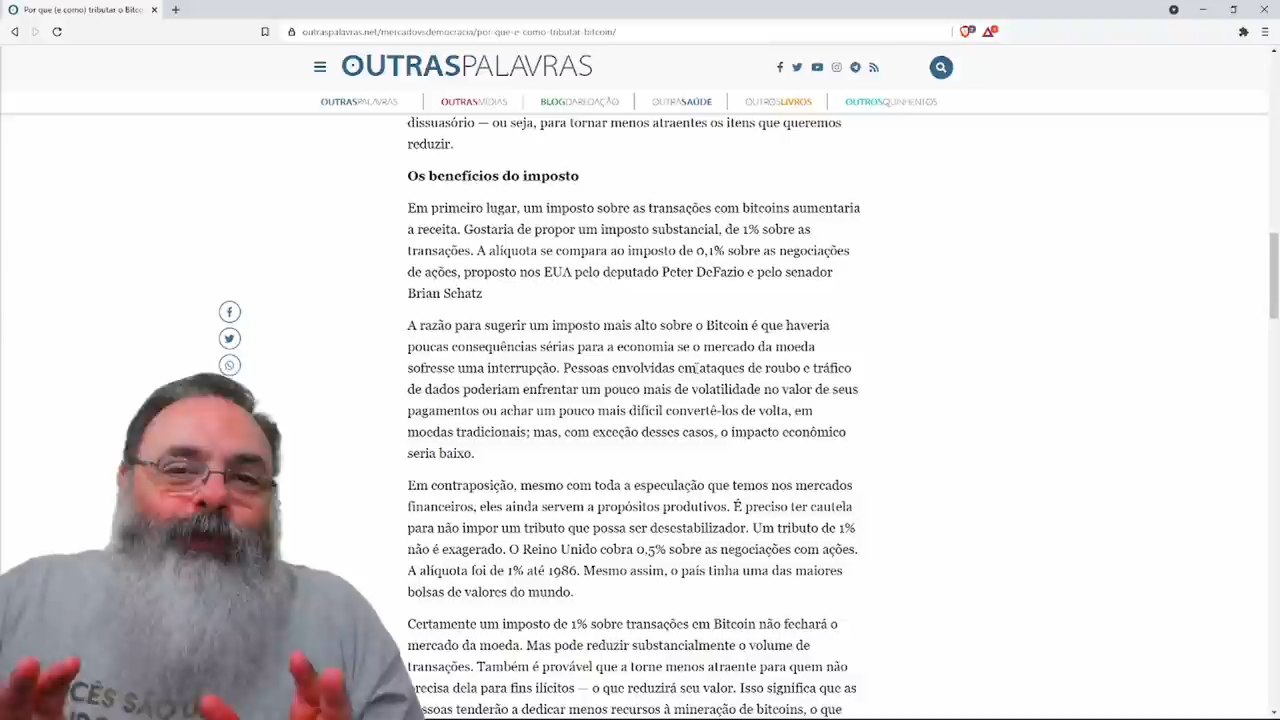 Por que (e como) tributar o Bitco
outraspalavras.net/mercadovsdemocracia/por-que-e-como-tributar-bitcoin/
OUTRASPALAVRAS
OUTRASPALAVRAS OUTRASMÍDIAS BLOGDAREDAÇÃO OUTRASAÚDE OUTROSLIVROS OUTROSQUINHENTOS
dissuasório — ou seja, para tornar menos atraentes os itens que queremos
reduzir.
Os benefícios do imposto
Em primeiro lugar, um imposto sobre as transações com bitcoins aumentaria
a receita. Gostaria de propor um imposto substancial, de 1% sobre as
transações. A alíquota se compara ao imposto de 0,1% sobre as negociações
de ações, proposto nos EUA pelo deputado Peter DeFazio e pelo senador
Brian Schatz
A razão para sugerir um imposto mais alto sobre o Bitcoin é que haveria
poucas consequências sérias para a economia se o mercado da moeda
sofresse uma interrupção. Pessoas envolvidas em ataques de roubo e tráfico
de dados poderiam enfrentar um pouco mais de volatilidade no valor de seus
pagamentos ou achar um pouco mais difícil convertê-los de volta, em
moedas tradicionais; mas, com exceção desses casos, o impacto econômico
seria baixo.
Em contraposição, mesmo com toda a especulação que temos nos mercados
financeiros, eles ainda servem a propósitos produtivos. É preciso ter cautela
para não impor um tributo que possa ser desestabilizador. Um tributo de 1%
não é exagerado. O Reino Unido cobra 0,5% sobre as negociações com ações.
A alíquota foi de 1% até 1986. Mesmo assim, o país tinha uma das maiores
bolsas de valores do mundo.
Certamente um imposto de 1% sobre transações em Bitcoin não fechará o
mercado da moeda. Mas pode reduzir substancialmente o volume de
transações. Também é provável que a torne menos atraente para quem não
precisa dela para fins ilícitos — o que reduzirá seu valor. Isso significa que as
pessoas tenderão a dedicar menos recursos à mineração de bitcoins, o que